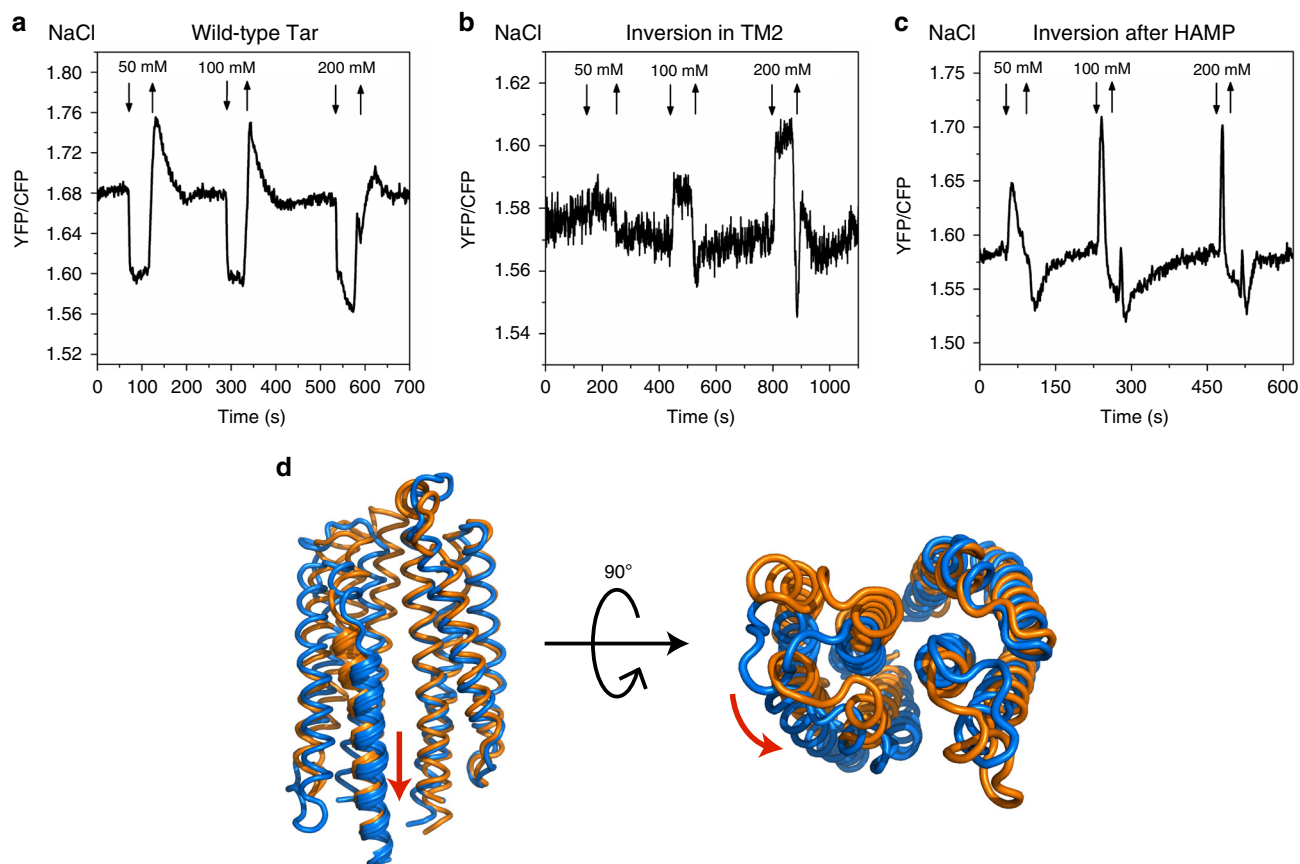 a NaCl Wild-type Tar
50 mM 100 mM 200 mM
1.80
1.76
1.72
1.68
1.64
1.60
1.56
1.52
YFP/CFP
0 100 200 300 400 500 600 700
Time (s)
b NaCl Inversion in TM2
50 mM 100 mM 200 mM
1.62
1.60
1.58
1.56
1.54
YFP/CFP
0 200 400 600 800 1000
Time (s)
c NaCl Inversion after HAMP
50 mM 100 mM 200 mM
1.75
1.70
1.65
1.60
1.55
1.50
YFP/CFP
0 150 300 450 600
Time (s)
d
90°